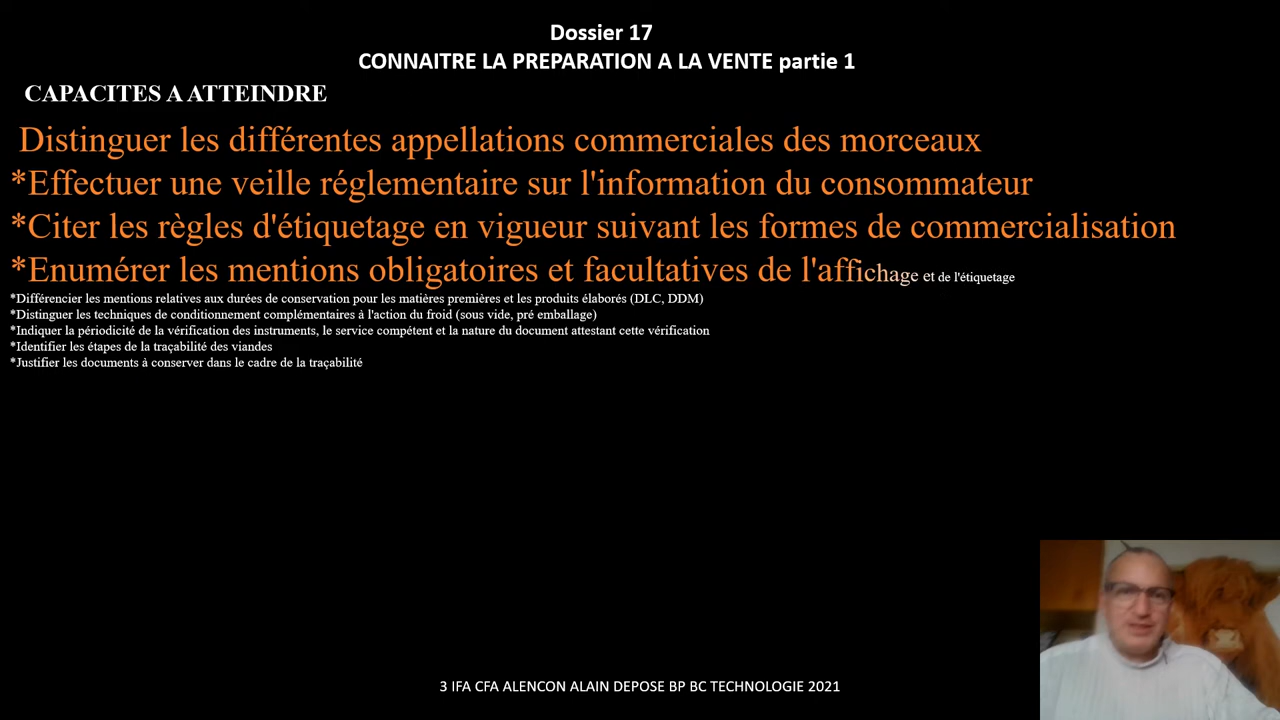 Dossier 17
CONNAITRE LA PREPARATION A LA VENTE partie 1
CAPACITES A ATTEINDRE
Distinguer les différentes appellations commerciales des morceaux
*Effectuer une veille réglementaire sur l'information du consommateur
*Citer les règles d'étiquetage en vigueur suivant les formes de commercialisation
*Enumérer les mentions obligatoires et facultatives de l'affichage et de l'étiquetage
*Différencier les mentions relatives aux durées de conservation pour les matières premières et les produits élaborés (DLC, DDM)
*Distinguer les techniques de conditionnement complémentaires à l'action du froid (sous vide, pré emballage)
*Indiquer la périodicité de la vérification des instruments, le service compétent et la nature du document attestant cette vérification
*Identifier les étapes de la traçabilité des viandes
*Justifier les documents à conserver dans le cadre de la traçabilité
3 IFA CFA ALENCON ALAIN DEPOSE BP BC TECHNOLOGIE 2021